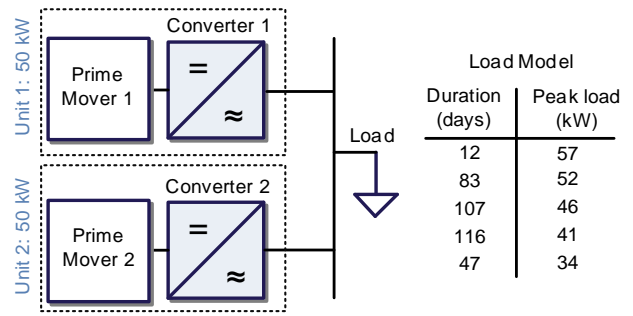 Unit 1: 50 kW
Converter 1
Prime
Mover 1
=
≈
Unit 2: 50 kW
Converter 2
Prime
Mover 2
=
≈
Load
Load Model
Duration (days) Peak load (kW)
12 57
83 52
107 46
116 41
47 34